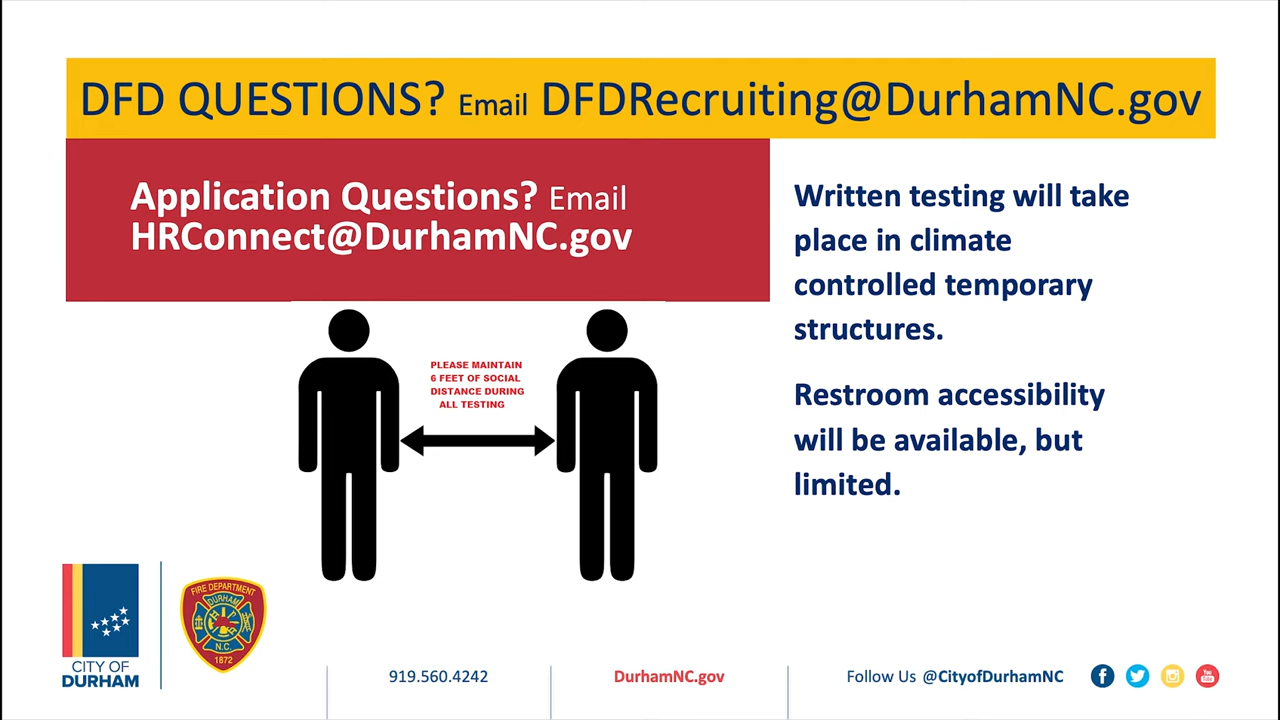 DFD QUESTIONS? Email DFDRecruiting@DurhamNC.gov
Application Questions? Email
HRConnect@DurhamNC.gov
Written testing will take
place in climate
controlled temporary
structures.
Restroom accessibility
will be available, but
limited.
PLEASE MAINTAIN
6 FEET OF SOCIAL
DISTANCE DURING
ALL TESTING
CITY OF
DURHAM
FIRE DEPARTMENT
DURHAM
N.C.
1872
919.560.4242
DurhamNC.gov
Follow Us @CityofDurhamNC